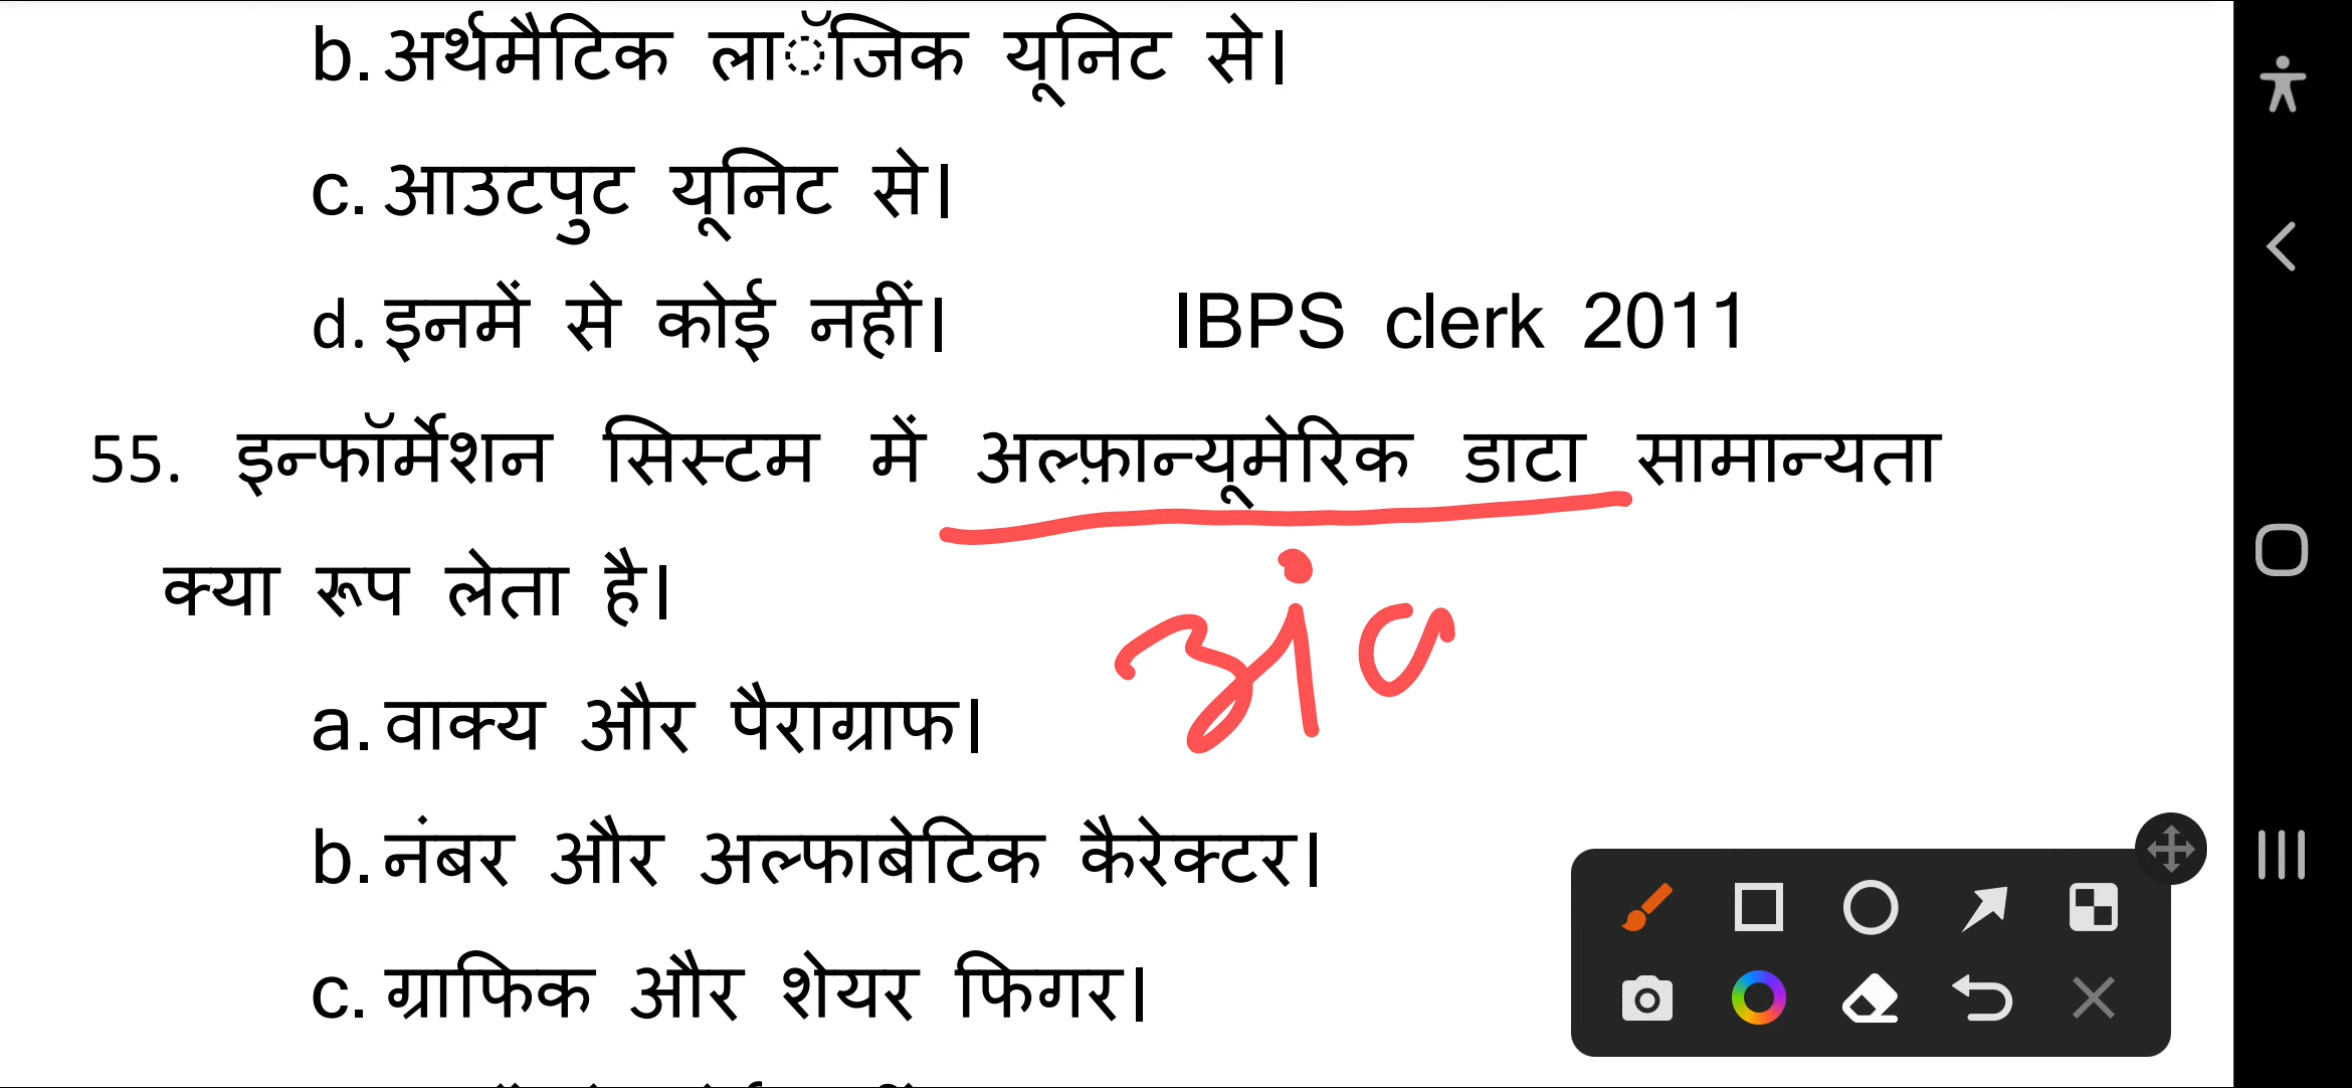 b. अर्थमैटिक लाॅजिक यूनिट से।
c. आउटपुट यूनिट से।
d. इनमें से कोई नहीं। IBPS clerk 2011
55. इन्फॉर्मेशन सिस्टम में अल्फ़ान्यूमेरिक डाटा सामान्यता
क्या रूप लेता है।
a. वाक्य और पैराग्राफ।
b. नंबर और अल्फाबेटिक कैरेक्टर।
c. ग्राफिक और शेयर फिगर।